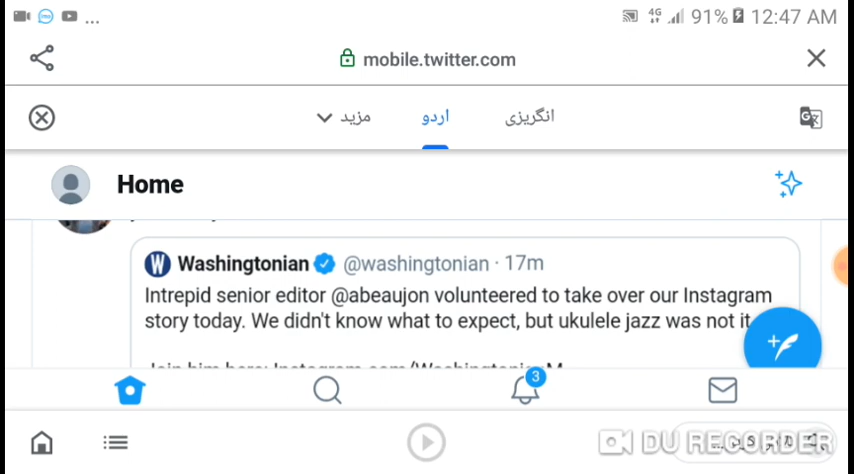 ... 4G 91% 12:47 AM
mobile.twitter.com
انگریزی اردو مزید
Home
Washingtonian @washingtonian · 17m
Intrepid senior editor @abeaujon volunteered to take over our Instagram
story today. We didn't know what to expect, but ukulele jazz was not it
3
DU RECORDER